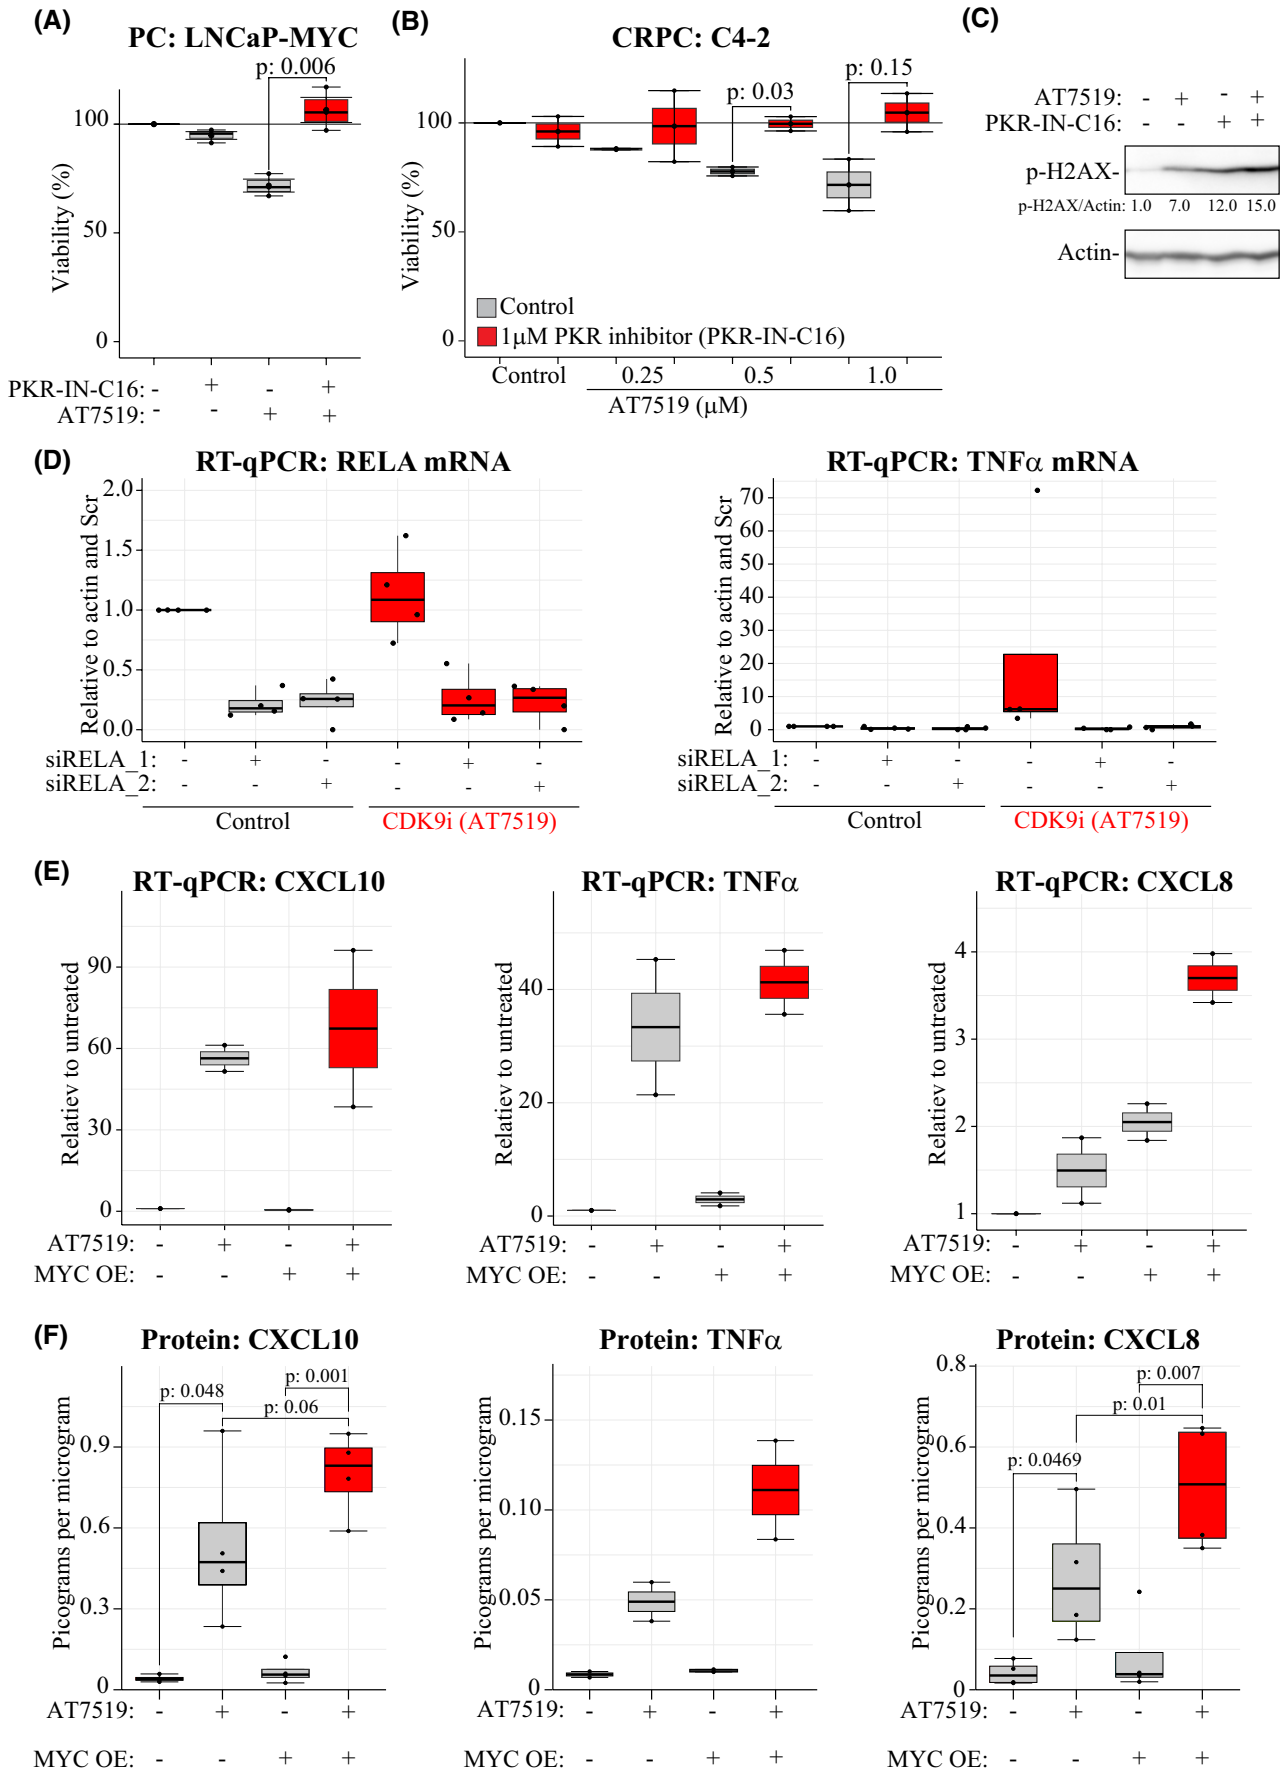 (A)
PC: LNCaP-MYC
p: 0.006
100
50
0
Viability (%)
PKR-IN-C16: - + - +
AT7519: - - + +
(B)
CRPC: C4-2
p: 0.03
p: 0.15
100
50
0
Viability (%)
Control
1µM PKR inhibitor (PKR-IN-C16)
Control 0.25 0.5 1.0
AT7519 (µM)
(C)
AT7519: - + - +
PKR-IN-C16: - - + +
p-H2AX-
p-H2AX/Actin: 1.0 7.0 12.0 15.0
Actin-
(D)
RT-qPCR: RELA mRNA
2.0
1.5
1.0
0.5
0.0
Relative to actin and Scr
siRELA_1: - + - - + -
siRELA_2: - - + - - +
Control CDK9i (AT7519)
RT-qPCR: TNFα mRNA
70
60
50
40
30
20
10
0
Relative to actin and Scr
siRELA_1: - + - - + -
siRELA_2: - - + - - +
Control CDK9i (AT7519)
(E)
RT-qPCR: CXCL10
90
60
30
0
Relatiev to untreated
AT7519: - + - +
MYC OE: - - + +
RT-qPCR: TNFα
40
20
0
Relatiev to untreated
AT7519: - + - +
MYC OE: - - + +
RT-qPCR: CXCL8
4
3
2
1
Relatiev to untreated
AT7519: - + - +
MYC OE: - - + +
(F)
Protein: CXCL10
p: 0.001
p: 0.048
p: 0.06
0.9
0.6
0.3
0
Picograms per microgram
AT7519: - + - +
MYC OE: - - + +
Protein: TNFα
0.15
0.10
0.05
0
Picograms per microgram
AT7519: - + - +
MYC OE: - - + +
Protein: CXCL8
p: 0.007
p: 0.01
p: 0.0469
0.8
0.6
0.4
0.2
0
Picograms per microgram
AT7519: - + - +
MYC OE: - - + +